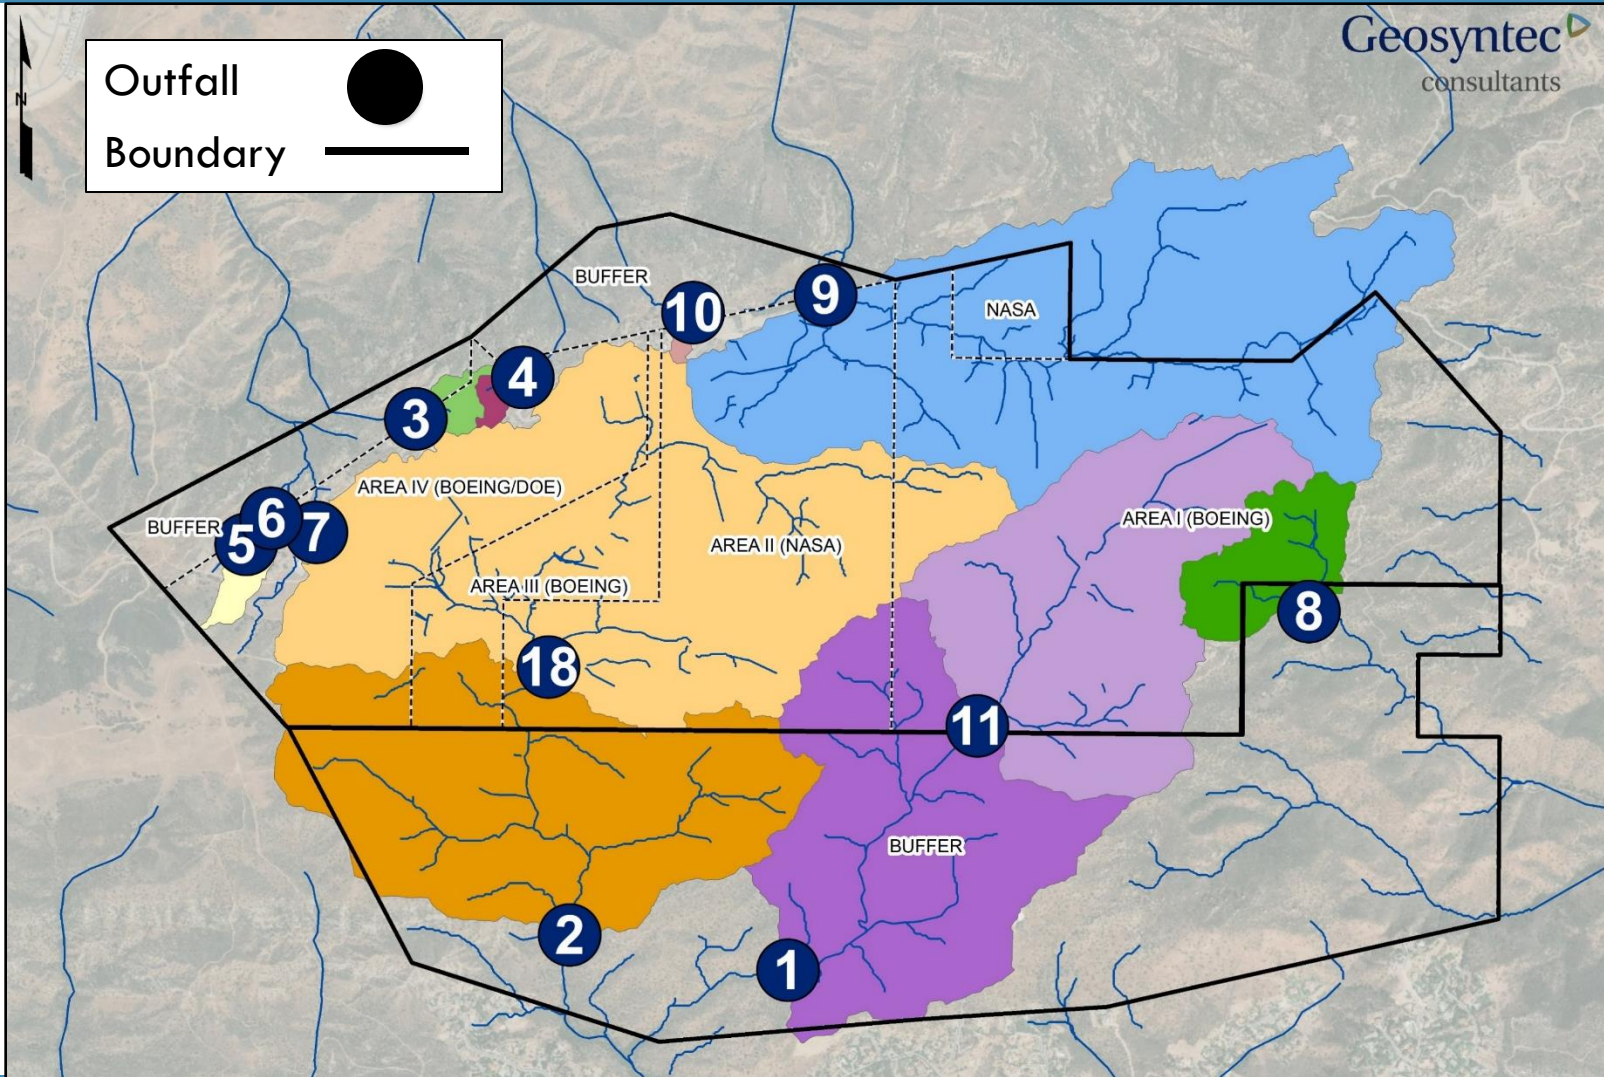 Geosyntec
consultants
N
Outfall
Boundary
BUFFER
10
9
NASA
4
3
AREA IV (BOEING/DOE)
BUFFER
5
6
7
AREA I (BOEING)
AREA II (NASA)
AREA III (BOEING)
8
18
11
BUFFER
2
1